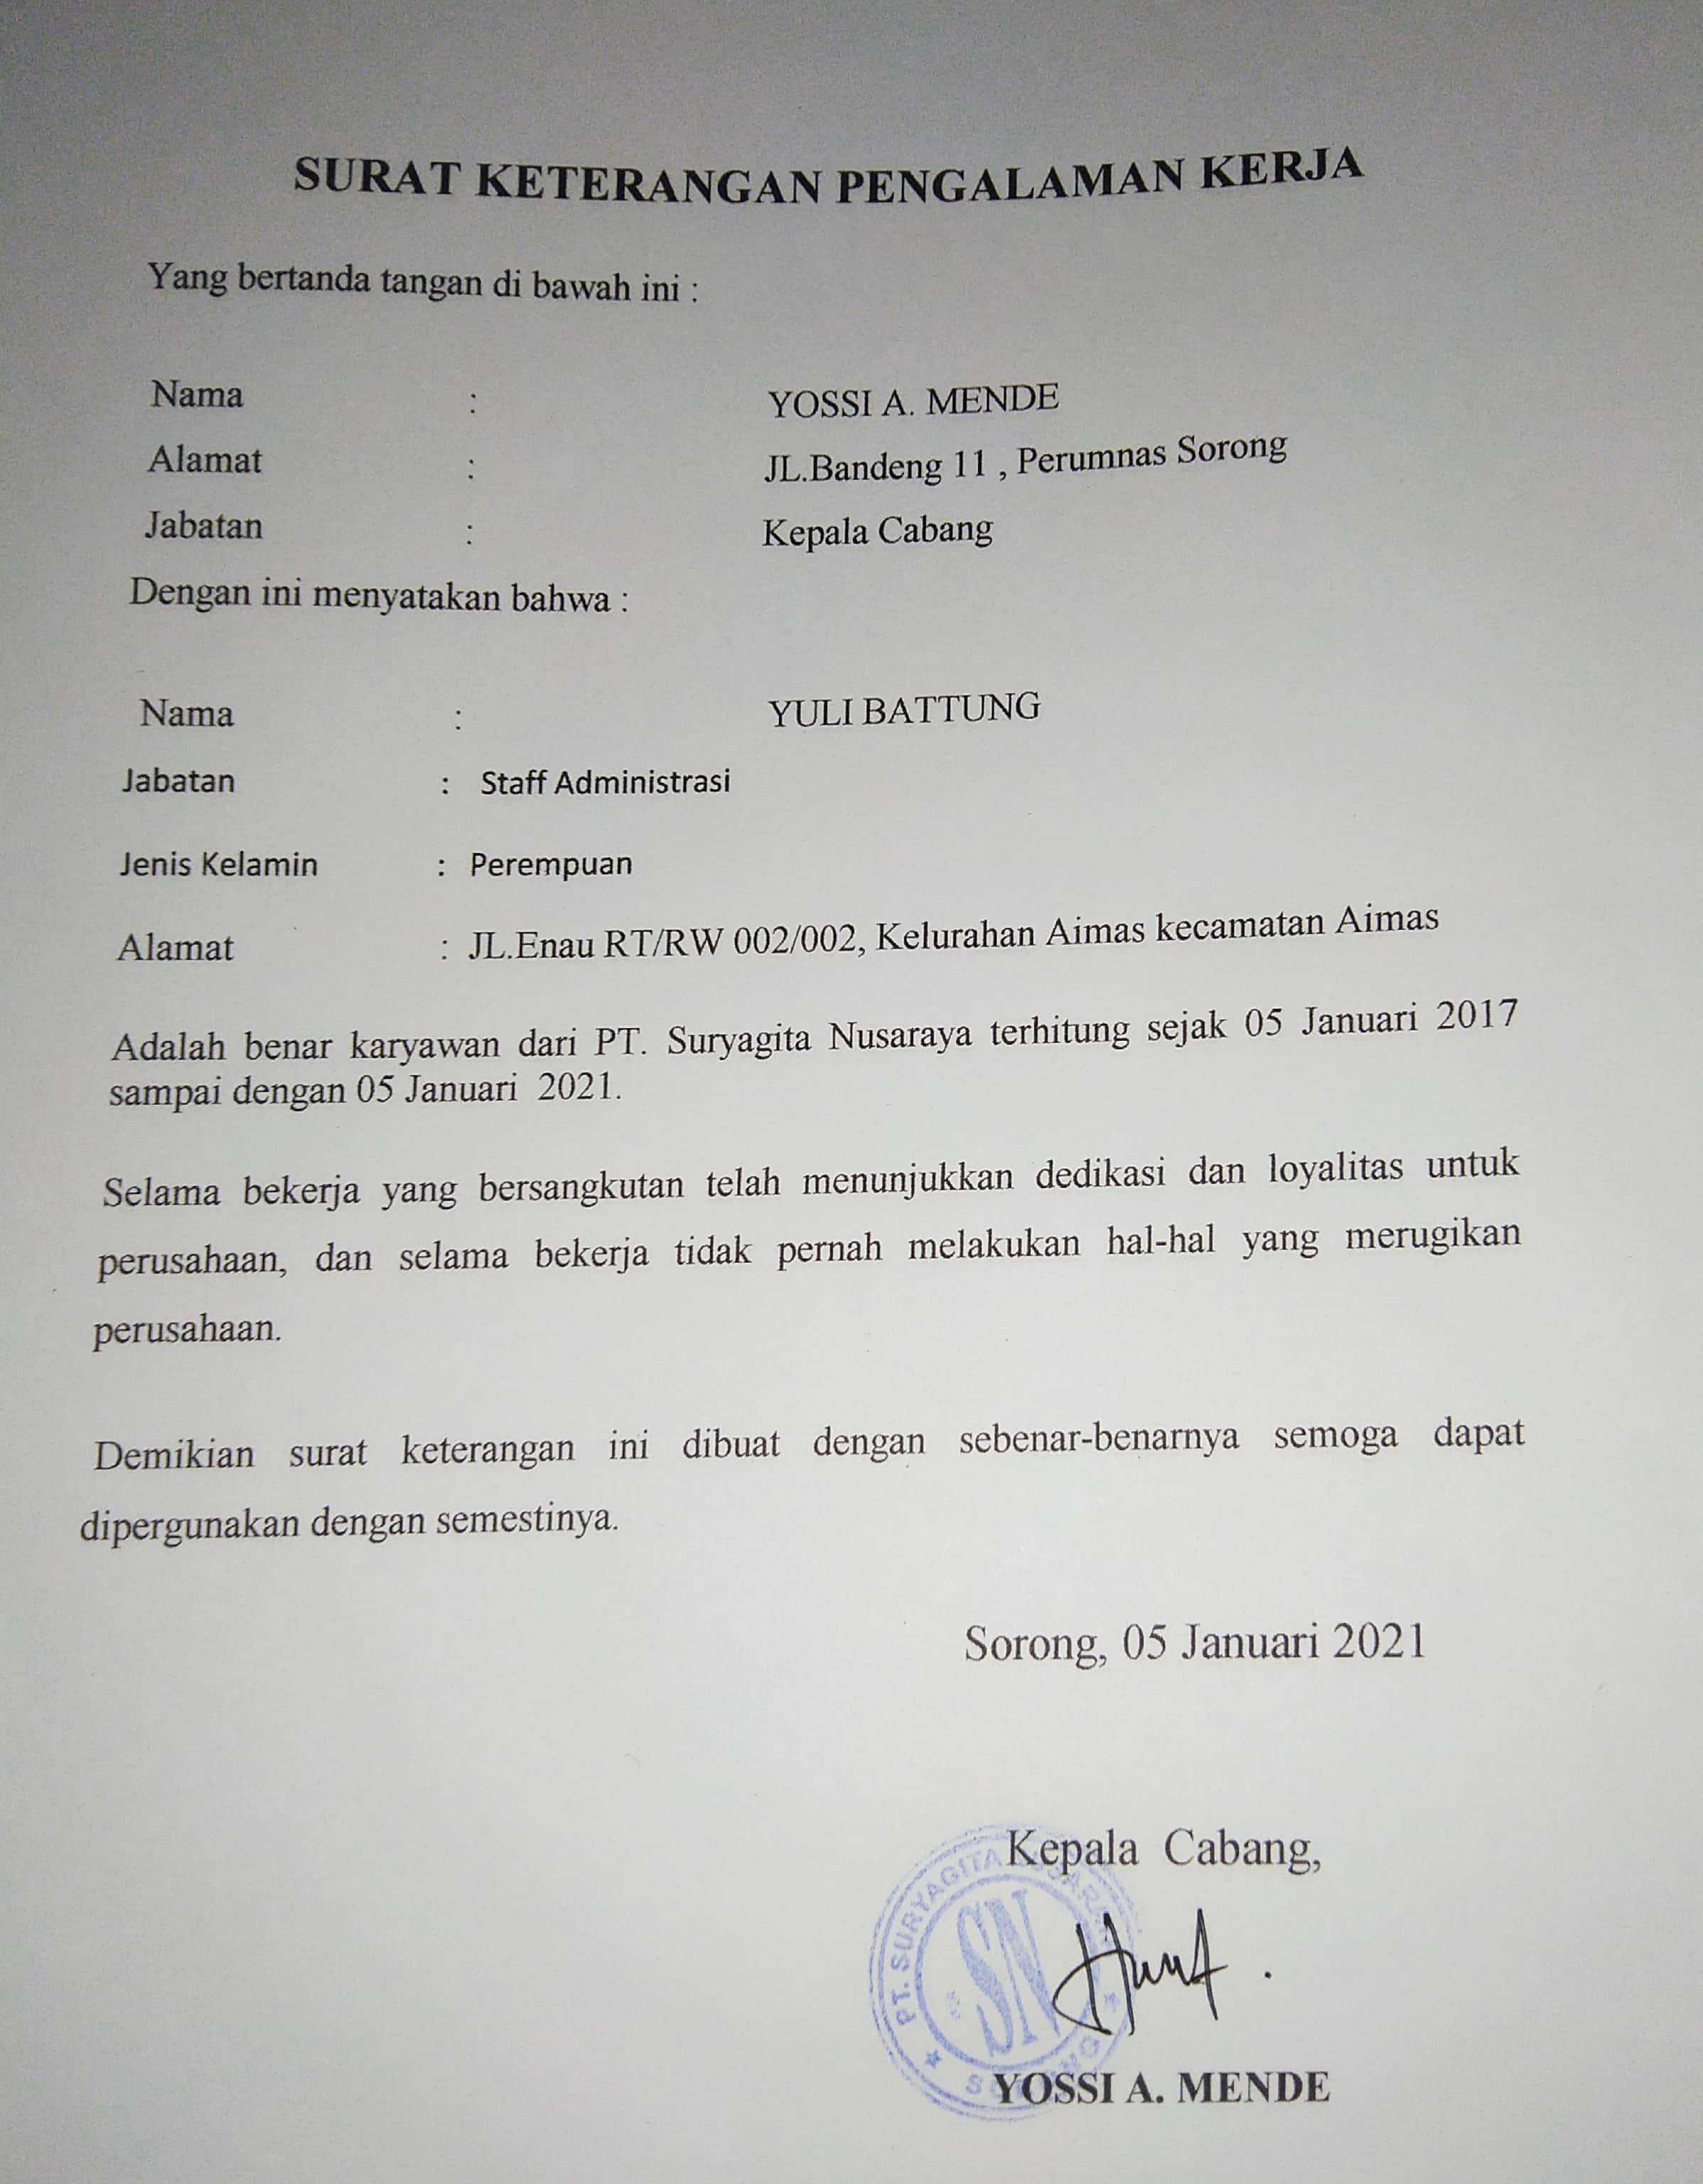 SURAT KETERANGAN PENGALAMAN KERJA
Yang bertanda tangan di bawah ini :
Nama : YOSSI A. MENDE
Alamat : JL.Bandeng 11 , Perumnas Sorong
Jabatan : Kepala Cabang
Dengan ini menyatakan bahwa :
Nama : YULI BATTUNG
Jabatan : Staff Administrasi
Jenis Kelamin : Perempuan
Alamat : JL.Enau RT/RW 002/002, Kelurahan Aimas kecamatan Aimas
Adalah benar karyawan dari PT. Suryagita Nusaraya terhitung sejak 05 Januari 2017
sampai dengan 05 Januari 2021.
Selama bekerja yang bersangkutan telah menunjukkan dedikasi dan loyalitas untuk
perusahaan, dan selama bekerja tidak pernah melakukan hal-hal yang merugikan
perusahaan.
Demikian surat keterangan ini dibuat dengan sebenar-benarnya semoga dapat
dipergunakan dengan semestinya.
Sorong, 05 Januari 2021
Kepala Cabang,
PT. SURYAGITA
SN
YOSSI A. MENDE